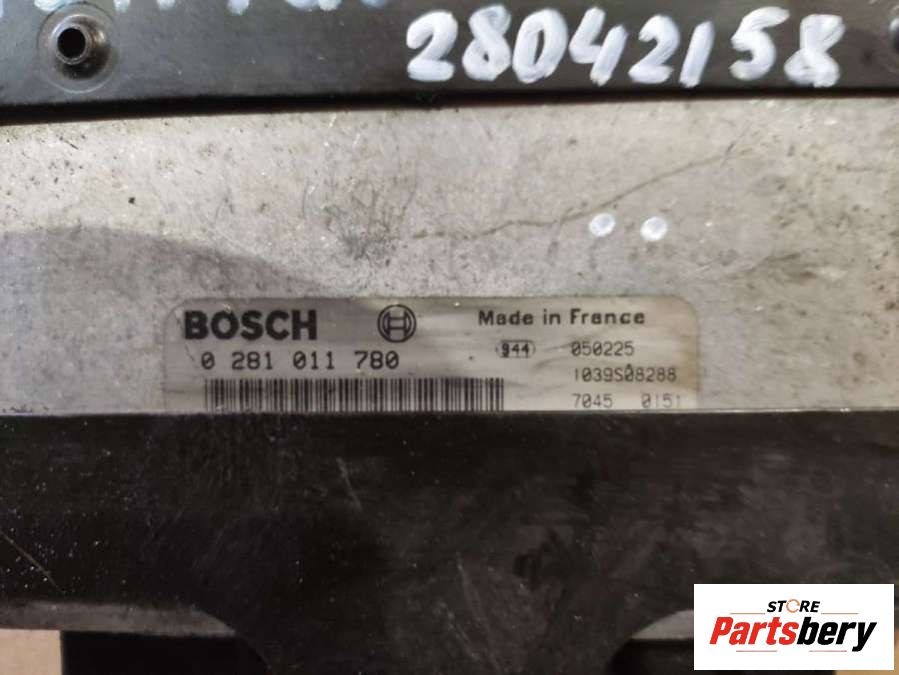 28042158
BOSCH
Made in France
0 281 011 780
944
050225
1039S08288
7045 0151
STORE
Partsbery